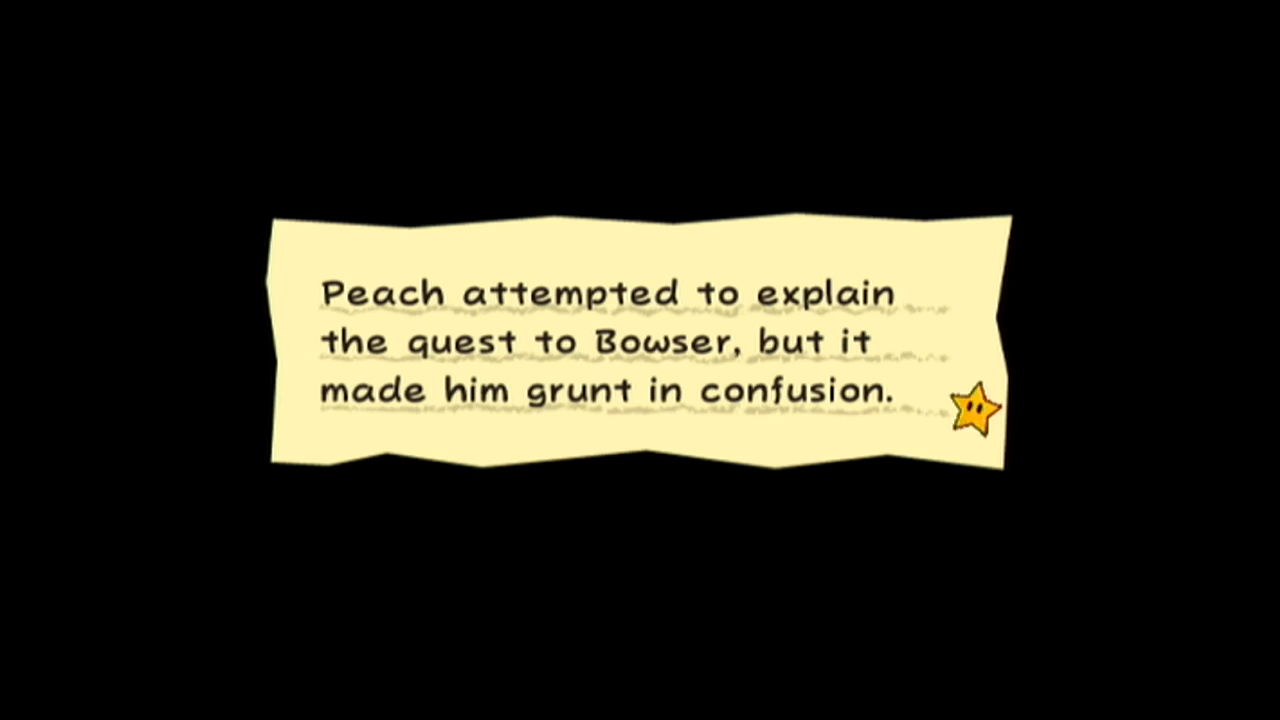 Peach attempted to explain
the quest to Bowser, but it
made him grunt in confusion.